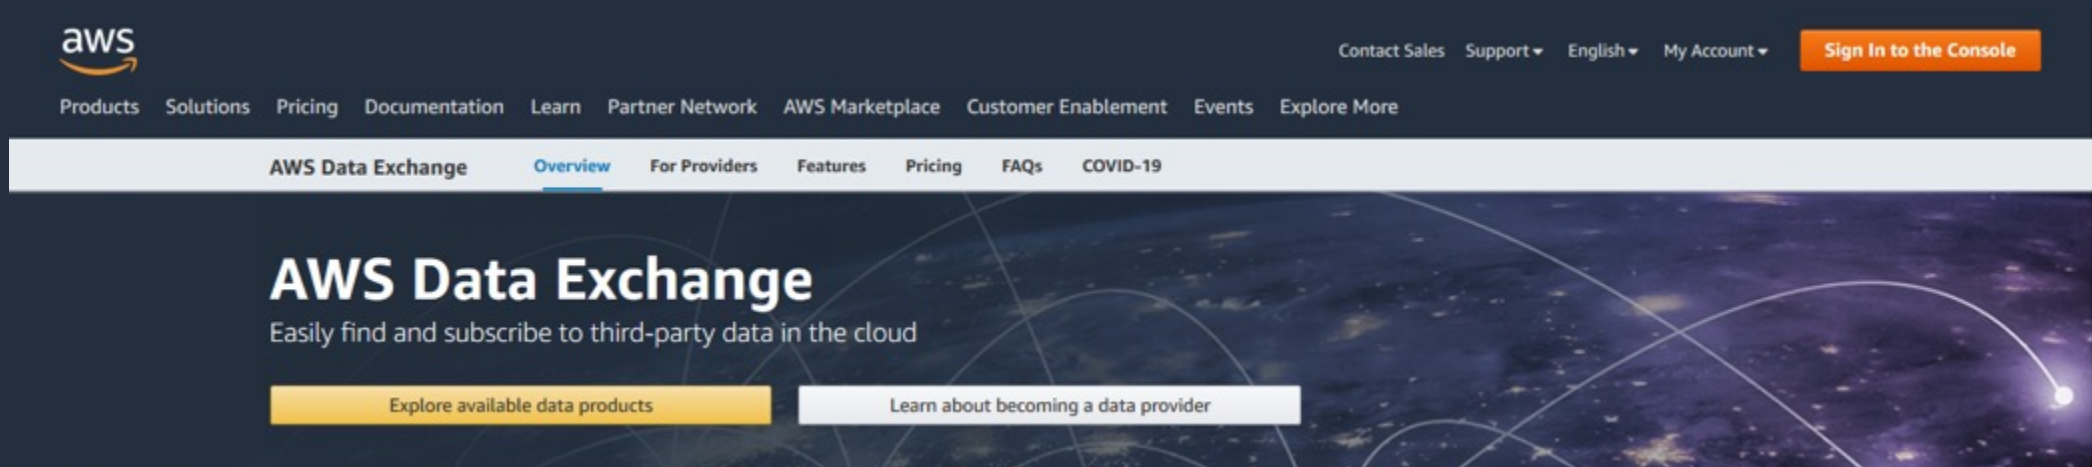 aws
Contact Sales Support English My Account Sign In to the Console
Products Solutions Pricing Documentation Learn Partner Network AWS Marketplace Customer Enablement Events Explore More
AWS Data Exchange Overview For Providers Features Pricing FAQs COVID-19
AWS Data Exchange
Easily find and subscribe to third-party data in the cloud
Explore available data products Learn about becoming a data provider